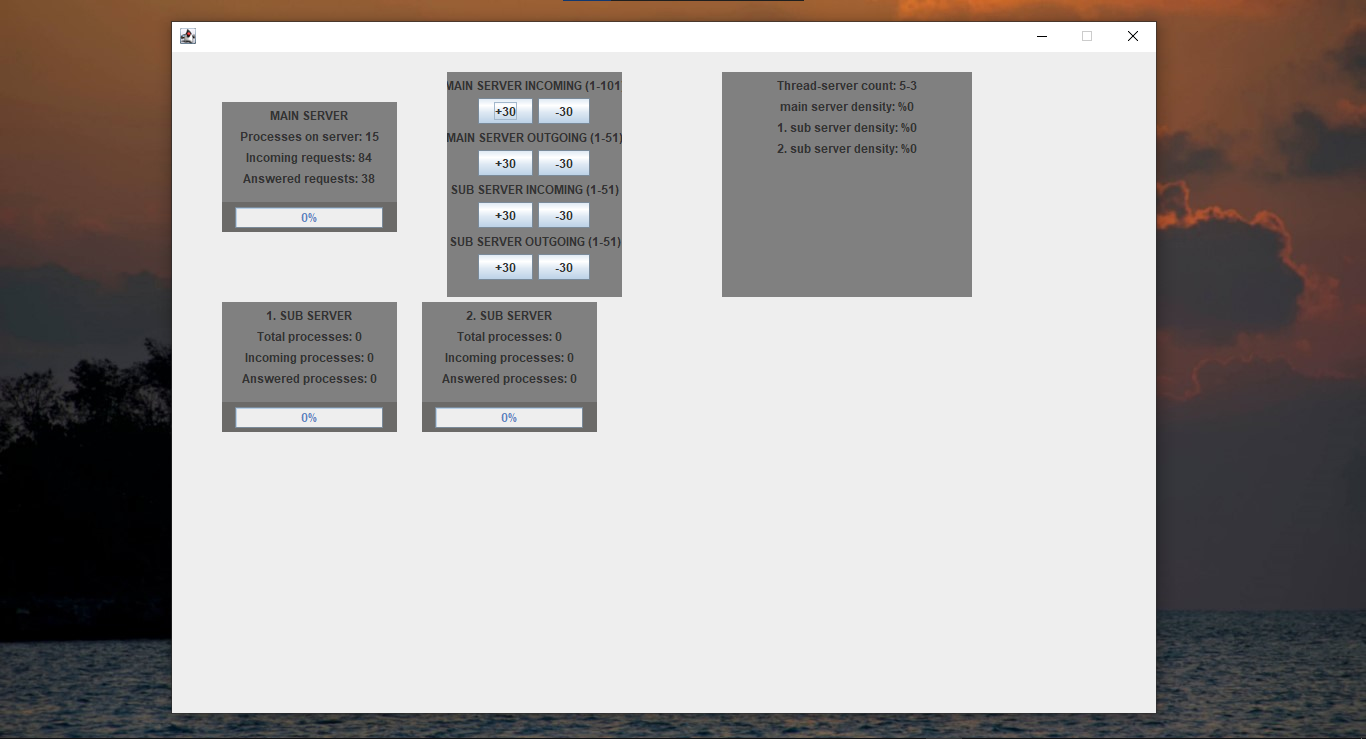 MAIN SERVER
Processes on server: 15
Incoming requests: 84
Answered requests: 38
0%
MAIN SERVER INCOMING (1-101
+30 -30
MAIN SERVER OUTGOING (1-51)
+30 -30
SUB SERVER INCOMING (1-51)
+30 -30
SUB SERVER OUTGOING (1-51)
+30 -30
Thread-server count: 5-3
main server density: %0
1. sub server density: %0
2. sub server density: %0
1. SUB SERVER
Total processes: 0
Incoming processes: 0
Answered processes: 0
0%
2. SUB SERVER
Total processes: 0
Incoming processes: 0
Answered processes: 0
0%